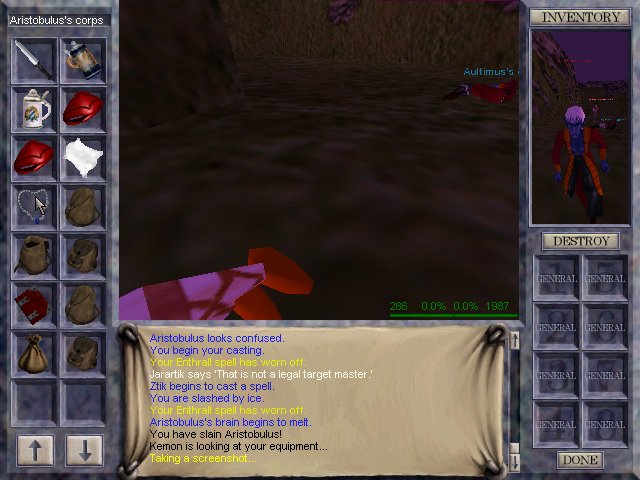 Aristobulus's corps
INVENTORY
Aultimus's
DESTROY
GENERAL GENERAL
GENERAL GENERAL
GENERAL GENERAL
GENERAL GENERAL
DONE
286 0.0% 0.0% 1987
Aristobulus looks confused.
You begin your casting.
Your Enthrall spell has worn off.
Jarartik says 'That is not a legal target master.'
Ztik begins to cast a spell.
You are slashed by ice.
Your Enthrall spell has worn off.
Aristobulus's brain begins to melt.
You have slain Aristobulus!
Kemon is looking at your equipment...
Taking a screenshot...